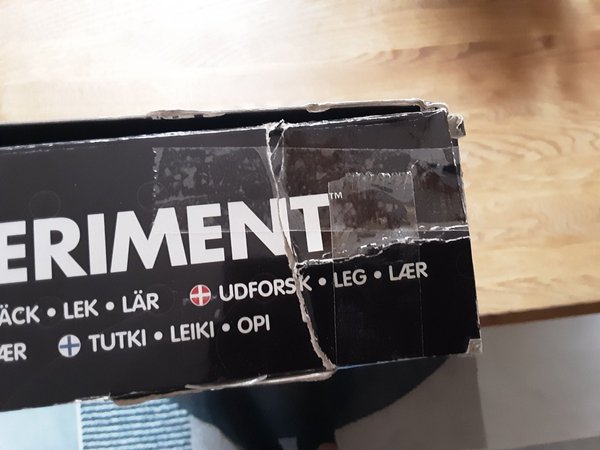 ERIMENT™
ÄCK • LEK • LÄR UDFORSK • LEG • LÆR
ÆR TUTKI • LEIKI • OPI